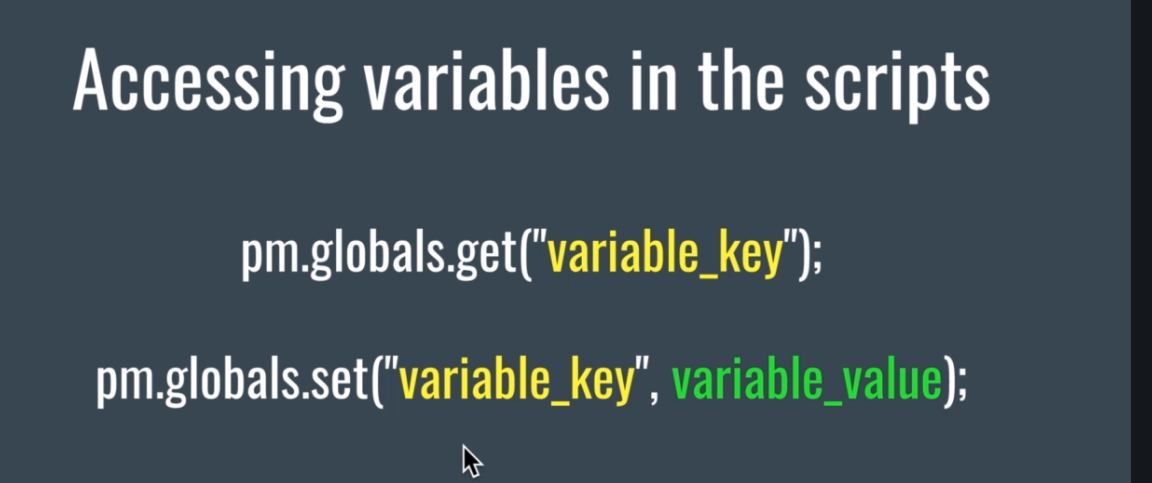 Accessing variables in the scripts
pm.globals.get("variable_key");
pm.globals.set("variable_key", variable_value);